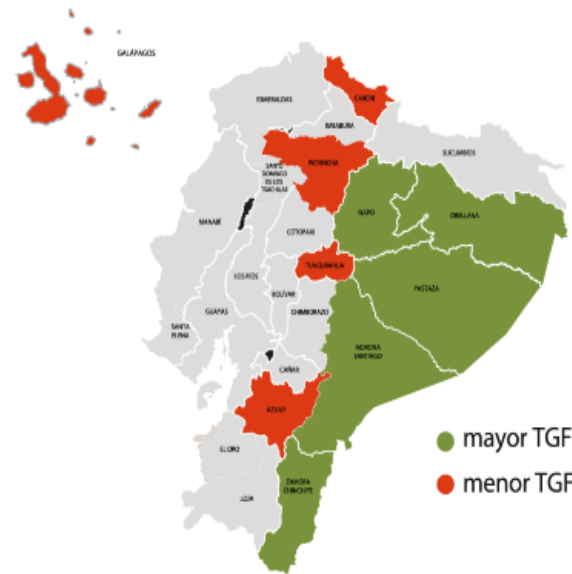 GALÁPAGOS
ESMERALDAS
CARCHI
IMBABURA
SUCUMBÍOS
PICHINCHA
SANTO
DOMINGO
DE LOS
TSÁCHILAS
NAPO
ORELLANA
MANABÍ
COTOPAXI
TUNGURAHUA
LOS RÍOS
BOLÍVAR
PASTAZA
GUAYAS
CHIMBORAZO
SANTA
ELENA
MORONA
SANTIAGO
CAÑAR
AZUAY
EL ORO
ZAMORA
CHINCHIPE
LOJA
mayor TGF
menor TGF